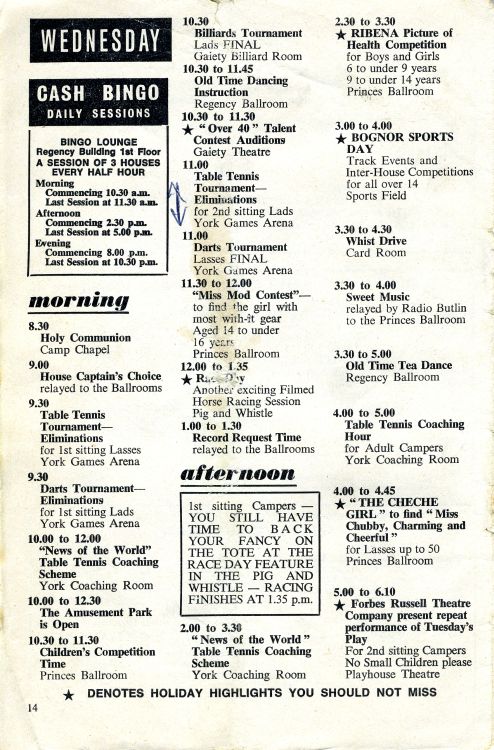 WEDNESDAY
CASH BINGO
DAILY SESSIONS
BINGO LOUNGE
Regency Building 1st Floor
A SESSION OF 3 HOUSES
EVERY HALF HOUR
Morning
Commencing 10.30 a.m.
Last Session at 11.30 a.m.
Afternoon
Commencing 2.30 p.m.
Last Session at 5.00 p.m.
Evening
Commencing 8.00 p.m.
Last Session at 10.30 p.m.
morning
8.30
Holy Communion
Camp Chapel
9.00
House Captain's Choice
relayed to the Ballrooms
9.30
Table Tennis
Tournament—
Eliminations
for 1st sitting Lasses
York Games Arena
9.30
Darts Tournament—
Eliminations
for 1st sitting Lads
York Games Arena
10.00 to 12.00
"News of the World"
Table Tennis Coaching
Scheme
York Coaching Room
10.00 to 12.30
The Amusement Park
is Open
10.30 to 11.30
Children's Competition
Time
Princes Ballroom
10.30
Billiards Tournament
Lads FINAL
Gaiety Billiard Room
10.30 to 11.45
Old Time Dancing
Instruction
Regency Ballroom
10.30 to 11.30
★ "Over 40" Talent
Contest Auditions
Gaiety Theatre
11.00
Table Tennis
Tournament—
Eliminations
for 2nd sitting Lads
York Games Arena
11.00
Darts Tournament
Lasses FINAL
York Games Arena
11.30 to 12.00
"Miss Mod Contest"—
to find the girl with
most with-it gear
Aged 14 to under
16 years
Princes Ballroom
12.00 to 1.35
★ Race Day
Another exciting Filmed
Horse Racing Session
Pig and Whistle
1.00 to 1.30
Record Request Time
relayed to the Ballrooms
afternoon
1st sitting Campers —
YOU STILL HAVE
TIME TO BACK
YOUR FANCY ON
THE TOTE AT THE
RACE DAY FEATURE
IN THE PIG AND
WHISTLE — RACING
FINISHES AT 1.35 p.m.
2.00 to 3.30
"News of the World"
Table Tennis Coaching
Scheme
York Coaching Room
2.30 to 3.30
★ RIBENA Picture of
Health Competition
for Boys and Girls
6 to under 9 years
9 to under 14 years
Princes Ballroom
3.00 to 4.00
★ BOGNOR SPORTS
DAY
Track Events and
Inter-House Competitions
for all over 14
Sports Field
3.30 to 4.30
Whist Drive
Card Room
3.30 to 4.00
Sweet Music
relayed by Radio Butlin
to the Princes Ballroom
3.30 to 5.00
Old Time Tea Dance
Regency Ballroom
4.00 to 5.00
Table Tennis Coaching
Hour
for Adult Campers
York Coaching Room
4.00 to 4.45
★ "THE CHECHE
GIRL" to find "Miss
Chubby, Charming and
Cheerful"
for Lasses up to 50
Princes Ballroom
5.00 to 6.10
★ Forbes Russell Theatre
Company present repeat
performance of Tuesday's
Play
For 2nd sitting Campers
No Small Children please
Playhouse Theatre
★ DENOTES HOLIDAY HIGHLIGHTS YOU SHOULD NOT MISS
14